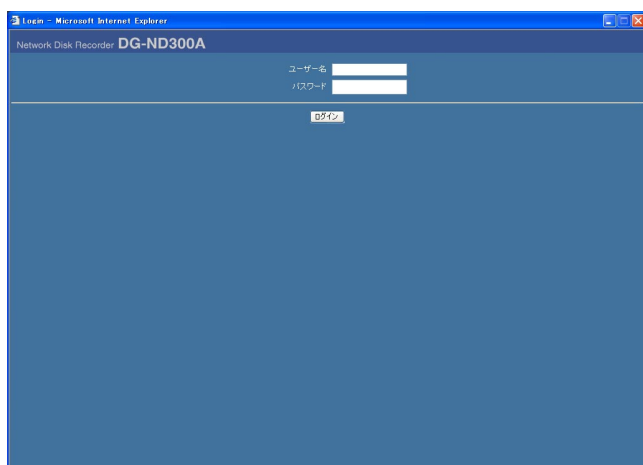 Login - Microsoft Internet Explorer
Network Disk Recorder DG-ND300A
ユーザー名
パスワード
ログイン